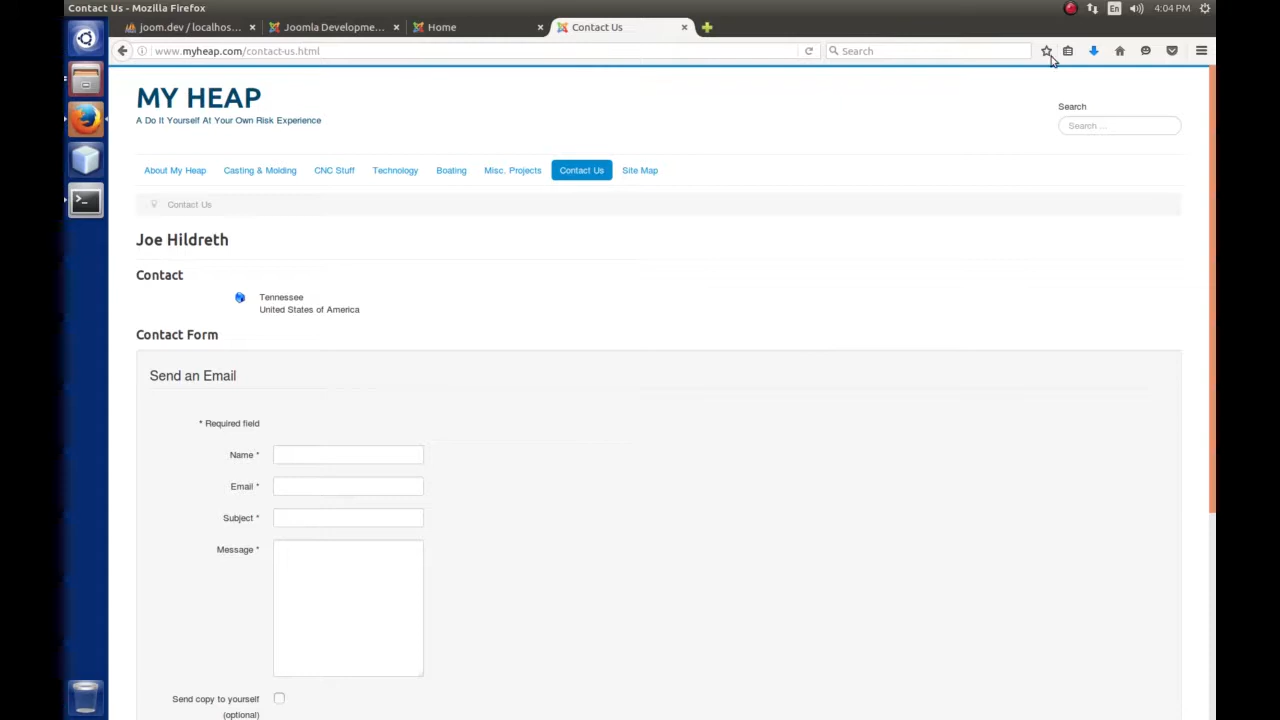 Contact Us - Mozilla Firefox
En
4:04 PM
joom.dev / localhos...
Joomla Developme...
Home
Contact Us
www.myheap.com/contact-us.html
Search
MY HEAP
A Do It Yourself At Your Own Risk Experience
Search
Search ...
About My Heap
Casting & Molding
CNC Stuff
Technology
Boating
Misc. Projects
Contact Us
Site Map
Contact Us
Joe Hildreth
Contact
Tennessee
United States of America
Contact Form
Send an Email
* Required field
Name *
Email *
Subject *
Message *
Send copy to yourself
(optional)